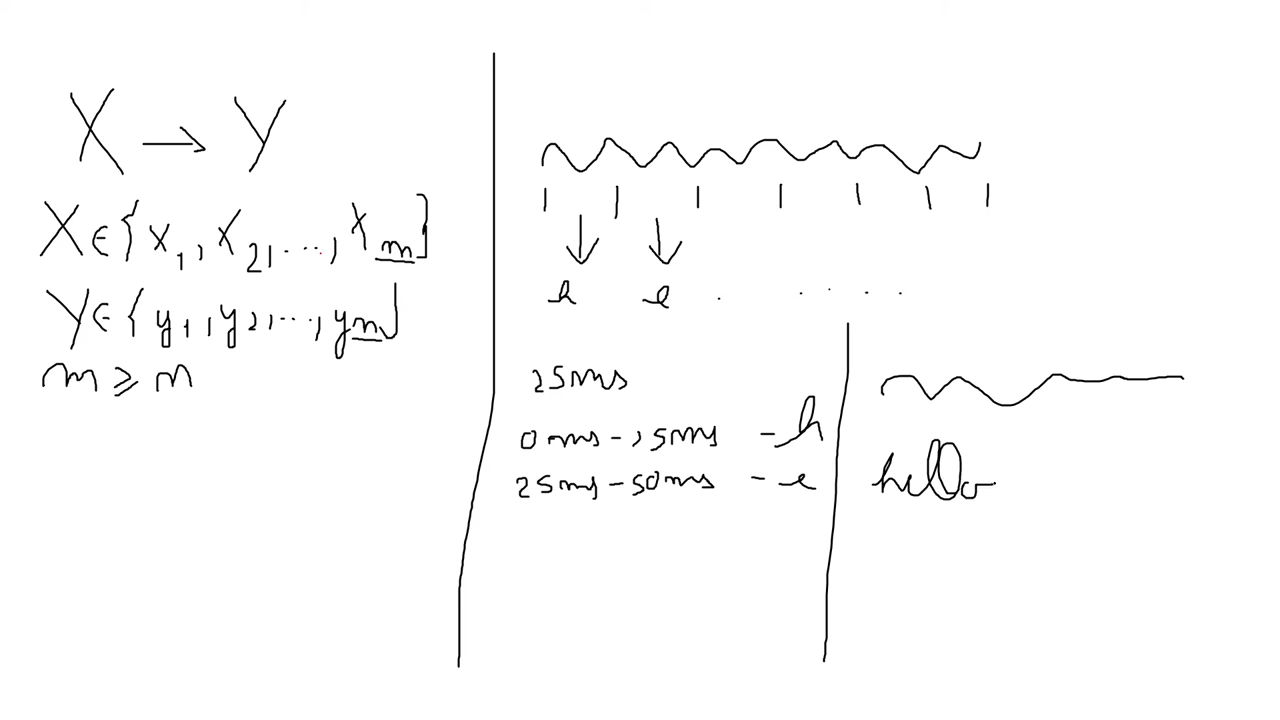 X → Y
X ∈ {x1, x2, ..., xm}
Y ∈ {y1, y2, ..., yn}
m ≥ n
h e . . . . .
25ms
0ms - 25ms - h
25ms - 50ms - e
hello